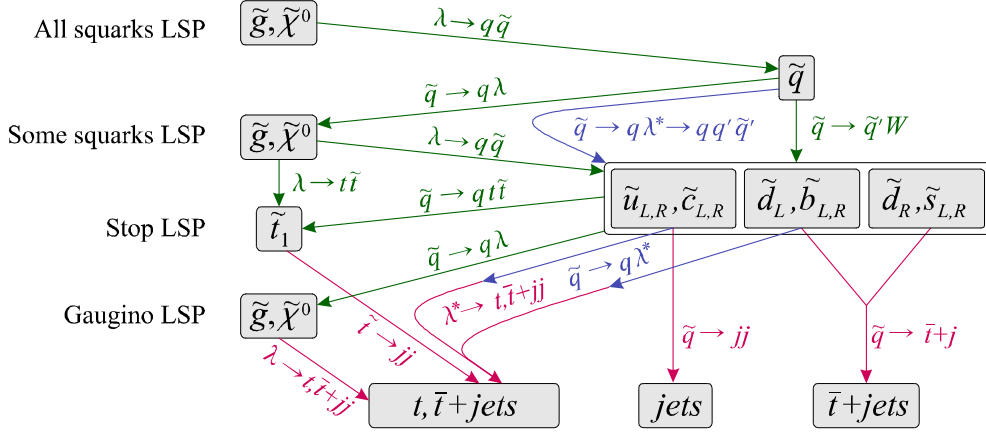 All squarks LSP
g̃, χ̃⁰
λ → q q̃
q̃
q̃ → q λ
Some squarks LSP
g̃, χ̃⁰
λ → q q̃
q̃ → q λ* → q q′ q̃′
q̃ → q̃′W
λ → t t̃
q̃ → q t t̃
ũ_{L,R}, c̃_{L,R}
d̃_L, b̃_{L,R}
d̃_R, s̃_{L,R}
Stop LSP
t̃₁
q̃ → q λ
q̃ → q λ*
Gaugino LSP
g̃, χ̃⁰
λ* → t, t̄+jj
t̃ → jj
q̃ → jj
q̃ → t̄+j
λ → t, t̄+jj
t, t̄+jets
jets
t̄+jets